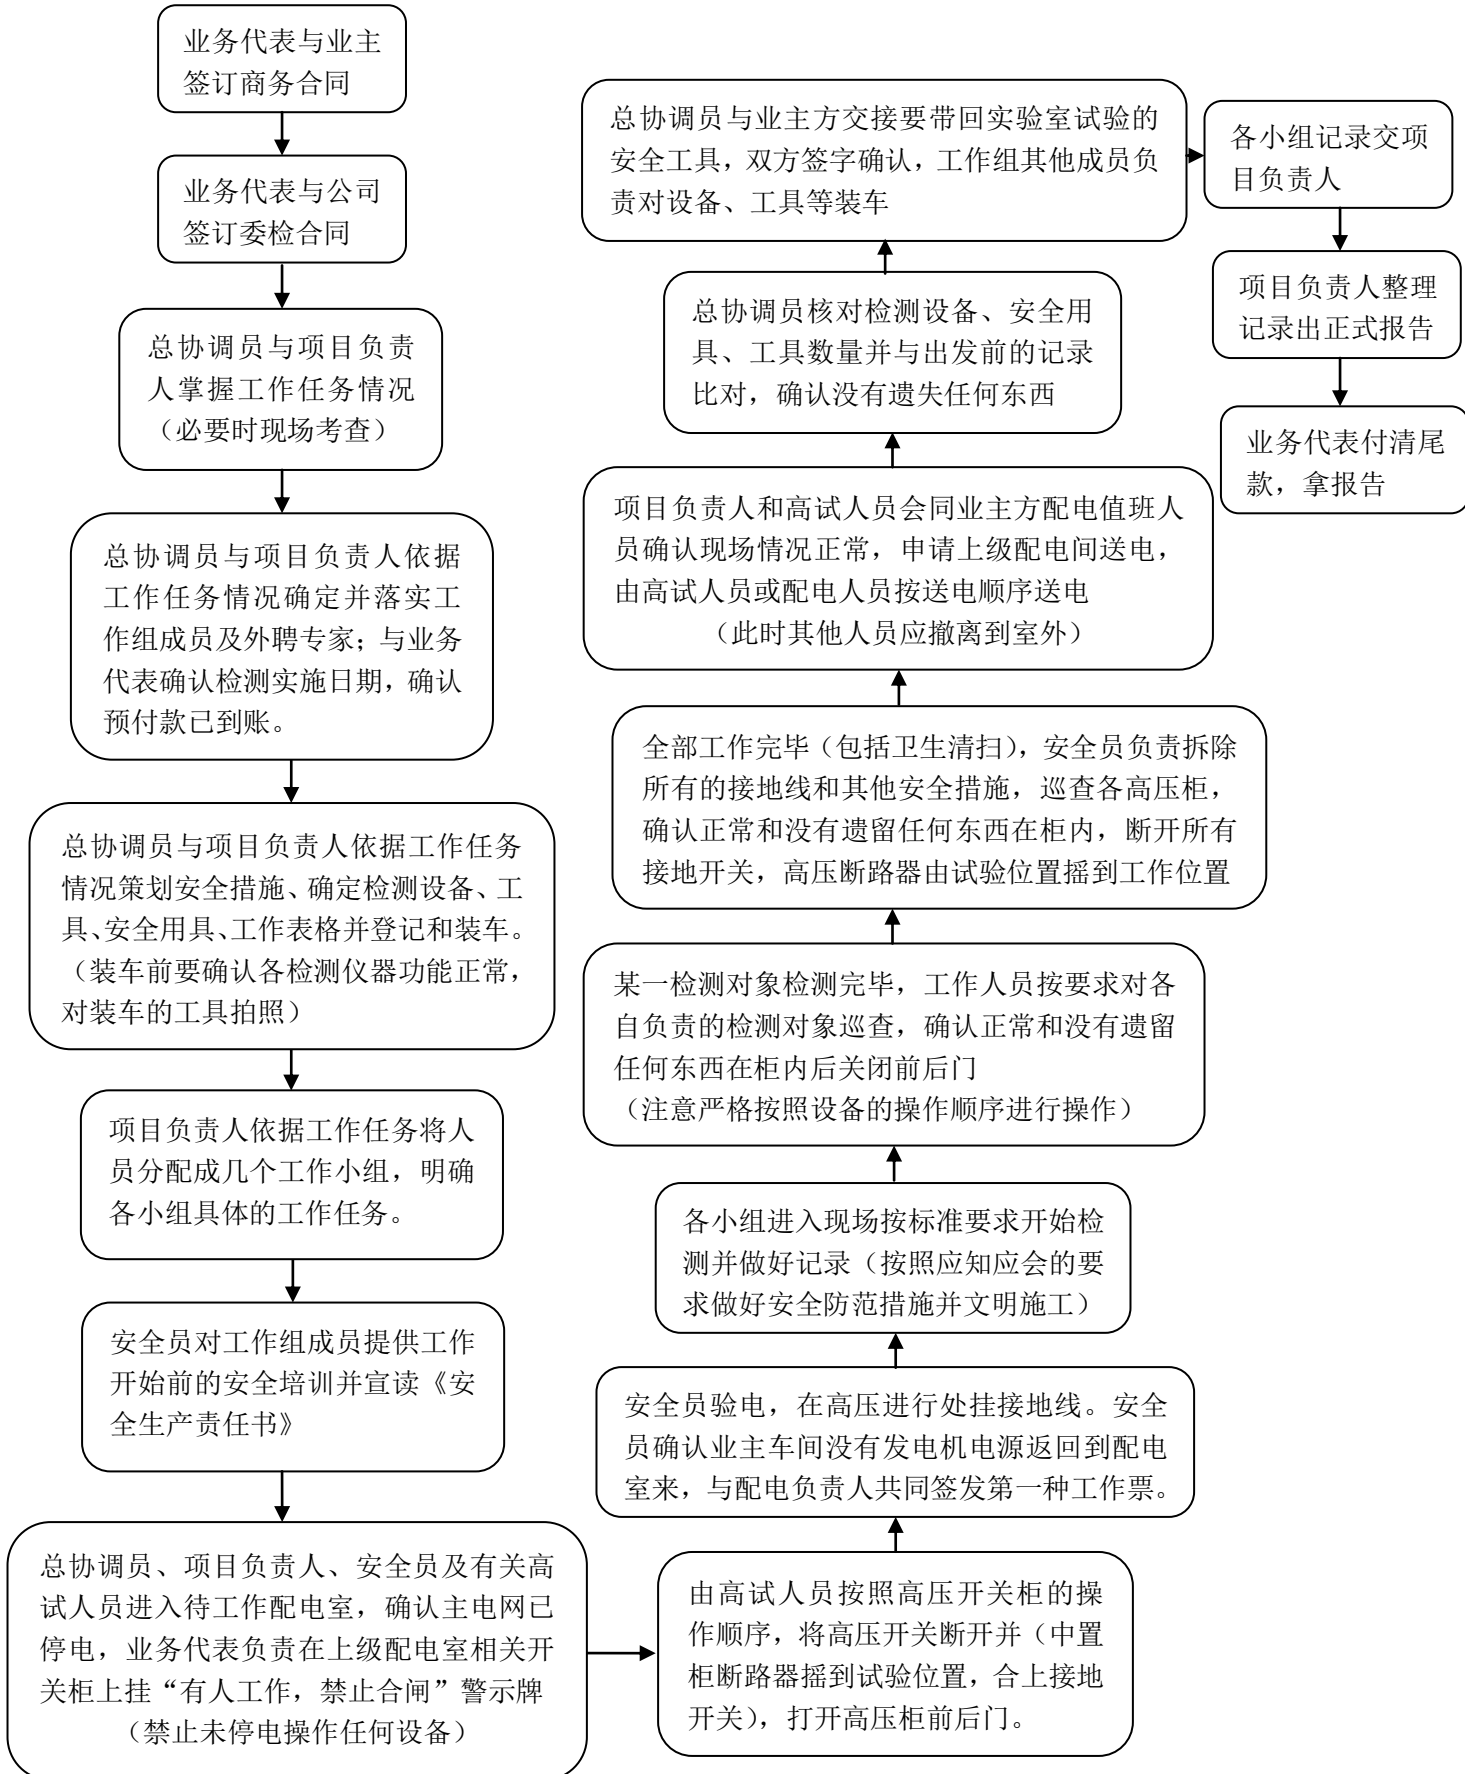 业务代表与业主
签订商务合同
业务代表与公司
签订委检合同
总协调员与项目负责
人掌握工作任务情况
（必要时现场考查）
总协调员与项目负责人依据
工作任务情况确定并落实工
作组成员及外聘专家；与业务
代表确认检测实施日期，确认
预付款已到账。
总协调员与项目负责人依据工作任务
情况策划安全措施、确定检测设备、工
具、安全用具、工作表格并登记和装车。
（装车前要确认各检测仪器功能正常，
对装车的工具拍照）
项目负责人依据工作任务将人
员分配成几个工作小组，明确
各小组具体的工作任务。
安全员对工作组成员提供工作
开始前的安全培训并宣读《安
全生产责任书》
总协调员、项目负责人、安全员及有关高
试人员进入待工作配电室，确认主电网已
停电，业务代表负责在上级配电室相关开
关柜上挂“有人工作，禁止合闸”警示牌
（禁止未停电操作任何设备）
由高试人员按照高压开关柜的操
作顺序，将高压开关断开并（中置
柜断路器摇到试验位置，合上接地
开关），打开高压柜前后门。
安全员验电，在高压进行处挂接地线。安全
员确认业主车间没有发电机电源返回到配电
室来，与配电负责人共同签发第一种工作票。
各小组进入现场按标准要求开始检
测并做好记录（按照应知应会的要
求做好安全防范措施并文明施工）
某一检测对象检测完毕，工作人员按要求对各
自负责的检测对象巡查，确认正常和没有遗留
任何东西在柜内后关闭前后门
（注意严格按照设备的操作顺序进行操作）
全部工作完毕（包括卫生清扫），安全员负责拆除
所有的接地线和其他安全措施，巡查各高压柜，
确认正常和没有遗留任何东西在柜内，断开所有
接地开关，高压断路器由试验位置摇到工作位置
项目负责人和高试人员会同业主方配电值班人
员确认现场情况正常，申请上级配电间送电，
由高试人员或配电人员按送电顺序送电
（此时其他人员应撤离到室外）
总协调员核对检测设备、安全用
具、工具数量并与出发前的记录
比对，确认没有遗失任何东西
总协调员与业主方交接要带回实验室试验的
安全工具，双方签字确认，工作组其他成员负
责对设备、工具等装车
各小组记录交项
目负责人
项目负责人整理
记录出正式报告
业务代表付清尾
款，拿报告